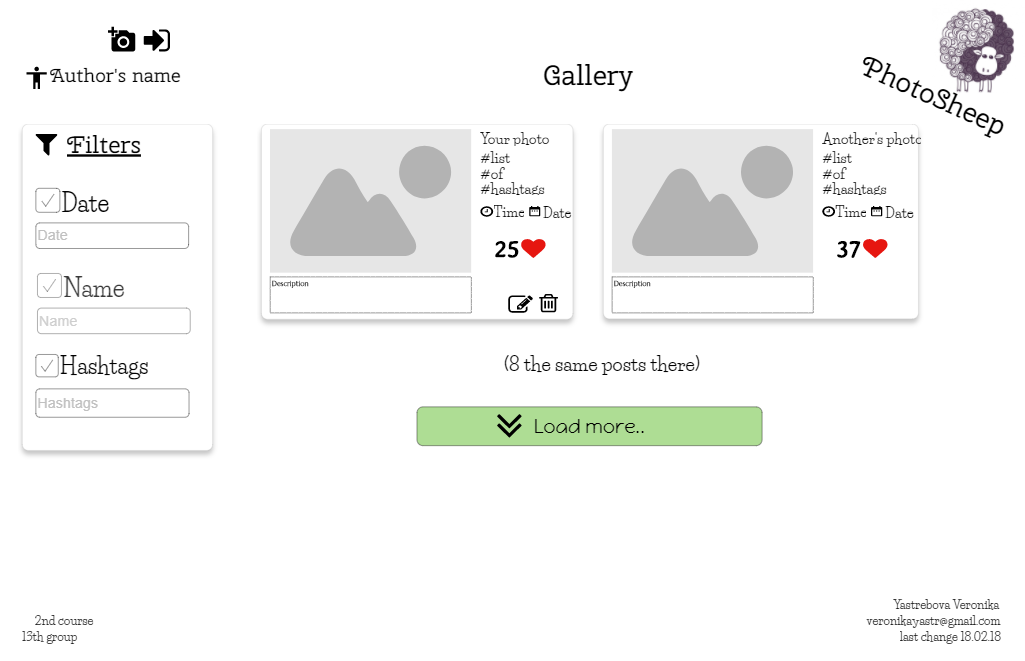 Author's name
Gallery
PhotoSheep
Filters
Date
Date
Name
Name
Hashtags
Hashtags
Your photo
#list
#of
#hashtags
Time Date
25
Description
Another's photo
#list
#of
#hashtags
Time Date
37
Description
(8 the same posts there)
Load more..
2nd course
13th group
Yastrebova Veronika
veronikayastr@gmail.com
last change 18.02.18